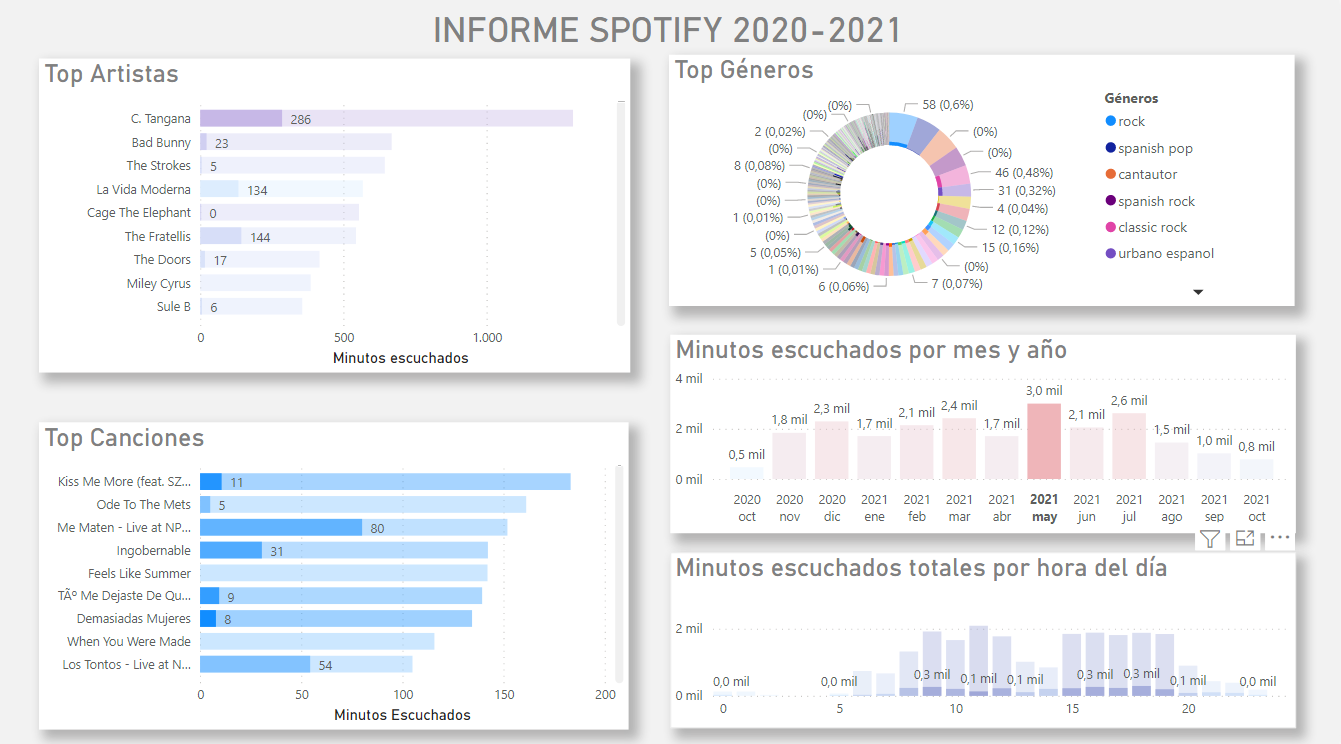 INFORME SPOTIFY 2020-2021
Top Artistas
C. Tangana 286
Bad Bunny 23
The Strokes 5
La Vida Moderna 134
Cage The Elephant 0
The Fratellis 144
The Doors 17
Miley Cyrus
Sule B 6
0 500 1.000
Minutos escuchados
Top Géneros
(0%) 58 (0,6%)
(0%)
2 (0,02%) (0%)
(0%) (0%)
8 (0,08%) 46 (0,48%)
(0%) 31 (0,32%)
(0%) 4 (0,04%)
1 (0,01%) 12 (0,12%)
(0%) 15 (0,16%)
5 (0,05%) (0%)
1 (0,01%) 7 (0,07%)
6 (0,06%)
Géneros
rock
spanish pop
cantautor
spanish rock
classic rock
urbano espanol
Top Canciones
Kiss Me More (feat. SZ... 11
Ode To The Mets 5
Me Maten - Live at NP... 80
Ingobernable 31
Feels Like Summer
TÃº Me Dejaste De Qu... 9
Demasiadas Mujeres 8
When You Were Made
Los Tontos - Live at N... 54
0 50 100 150 200
Minutos Escuchados
Minutos escuchados por mes y año
4 mil
2 mil
0 mil
0,5 mil 1,8 mil 2,3 mil 1,7 mil 2,1 mil 2,4 mil 1,7 mil 3,0 mil 2,1 mil 2,6 mil 1,5 mil 1,0 mil 0,8 mil
2020 2020 2020 2021 2021 2021 2021 2021 2021 2021 2021 2021 2021
oct nov dic ene feb mar abr may jun jul ago sep oct
Minutos escuchados totales por hora del día
2 mil
0 mil
0,0 mil 0,0 mil 0,3 mil 0,1 mil 0,1 mil 0,3 mil 0,3 mil 0,1 mil 0,0 mil
0 5 10 15 20